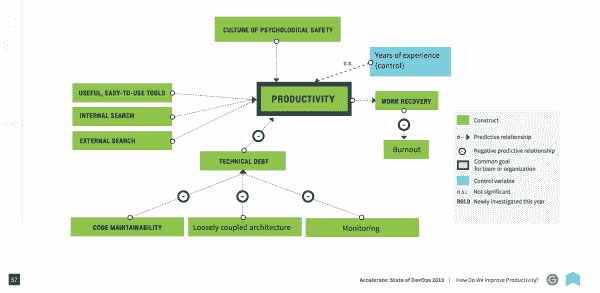 CULTURE OF PSYCHOLOGICAL SAFETY
Years of experience
(control)
n.s.
USEFUL, EASY-TO-USE TOOLS
INTERNAL SEARCH
EXTERNAL SEARCH
PRODUCTIVITY
WORK RECOVERY
-
-
Burnout
TECHNICAL DEBT
-
-
-
CODE MAINTAINABILITY
Loosely coupled architecture
Monitoring
Construct
Predictive relationship
- Negative predictive relationship
Common goal
for team or organization
Control variable
n.s.: Not significant
BOLD Newly investigated this year
57
Accelerate: State of DevOps 2019 | How Do We Improve Productivity?
G